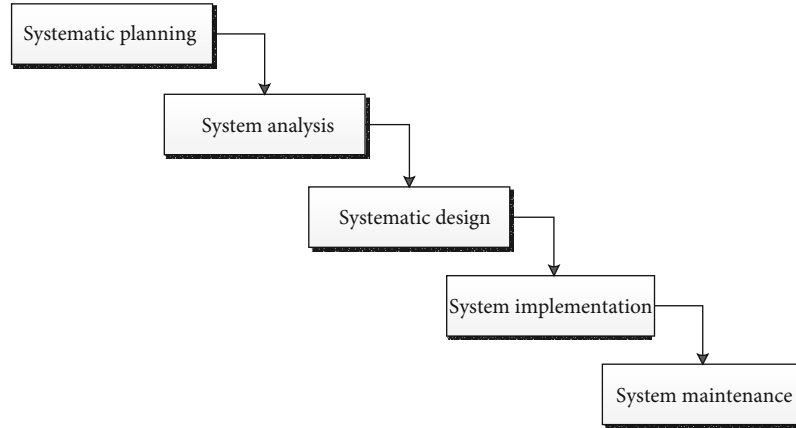 Systematic planning
System analysis
Systematic design
System implementation
System maintenance